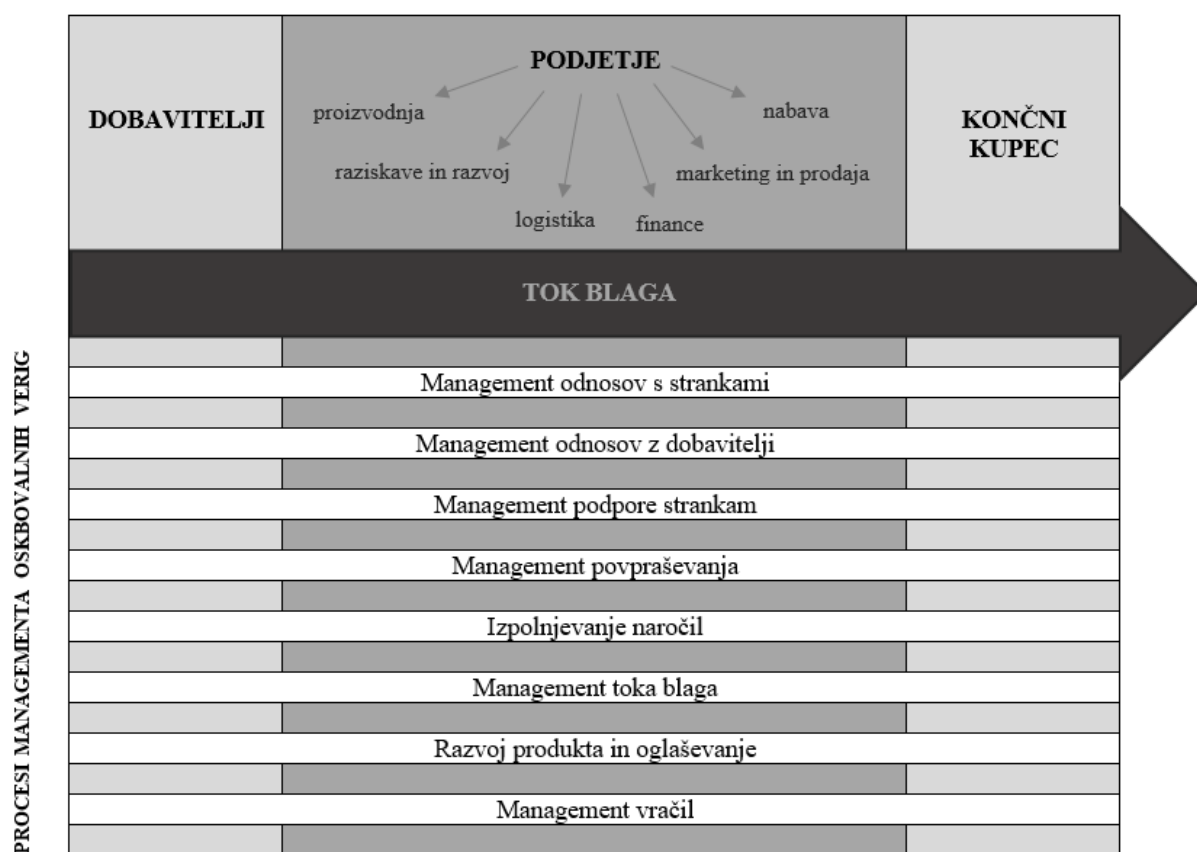 PODJETJE
DOBAVITELJI
proizvodnja
nabava
KONČNI
KUPEC
raziskave in razvoj
marketing in prodaja
logistika
finance
TOK BLAGA
PROCESI MANAGEMENTA OSKBOVALNIH VERIG
Management odnosov s strankami
Management odnosov z dobavitelji
Management podpore strankam
Management povpraševanja
Izpolnjevanje naročil
Management toka blaga
Razvoj produkta in oglaševanje
Management vračil